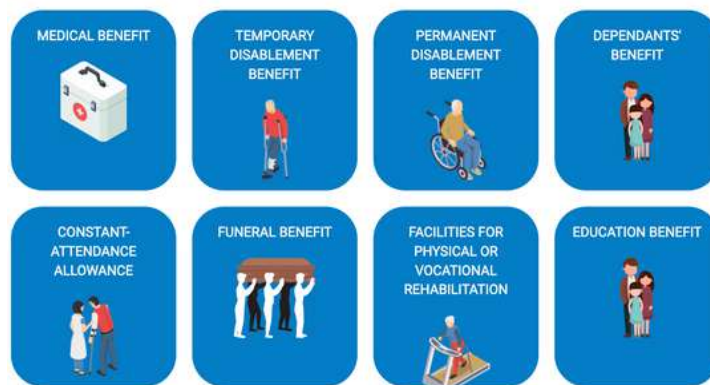 MEDICAL BENEFIT
TEMPORARY
DISABLEMENT
BENEFIT
PERMANENT
DISABLEMENT
BENEFIT
DEPENDANTS'
BENEFIT
CONSTANT-
ATTENDANCE
ALLOWANCE
FUNERAL BENEFIT
FACILITIES FOR
PHYSICAL OR
VOCATIONAL
REHABILITATION
EDUCATION BENEFIT